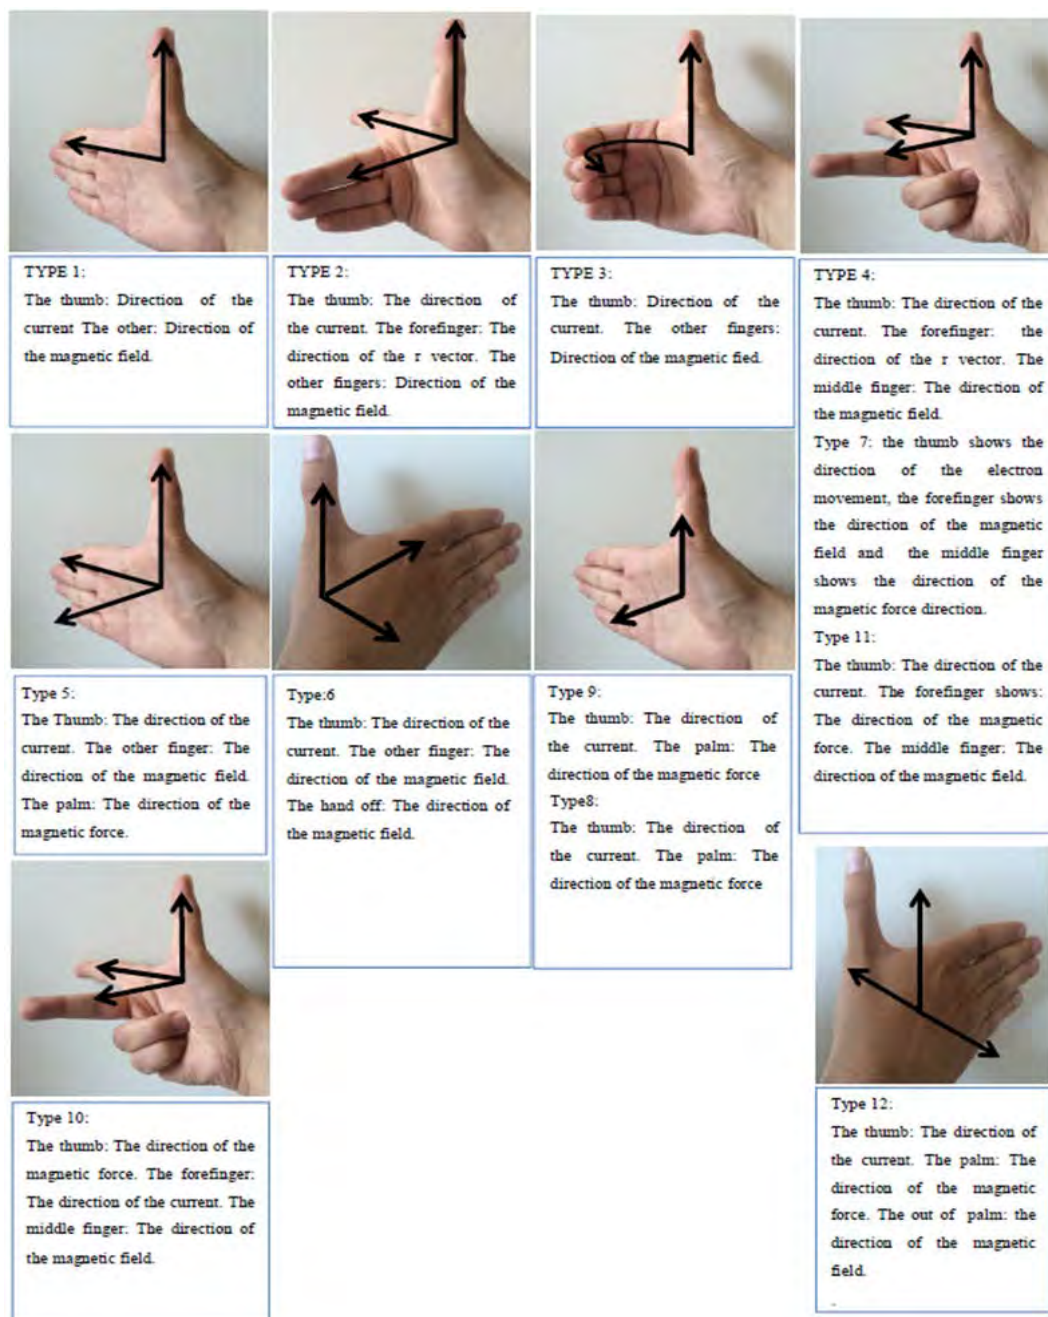 TYPE 1:
The thumb: Direction of the
current The other: Direction of
the magnetic field.
TYPE 2:
The thumb: The direction of
the current. The forefinger: The
direction of the r vector. The
other fingers: Direction of the
magnetic field.
TYPE 3:
The thumb: Direction of the
current. The other fingers:
Direction of the magnetic fied.
TYPE 4:
The thumb: The direction of the
current. The forefinger: the
direction of the r vector. The
middle finger: The direction of
the magnetic field.
Type 7: the thumb shows the
direction of the electron
movement, the forefinger shows
the direction of the magnetic
field and the middle finger
shows the direction of the
magnetic force direction.
Type 11:
The thumb: The direction of the
current. The forefinger shows:
The direction of the magnetic
force. The middle finger: The
direction of the magnetic field.
Type 5:
The Thumb: The direction of the
current. The other finger: The
direction of the magnetic field.
The palm: The direction of the
magnetic force.
Type:6
The thumb: The direction of the
current. The other finger: The
direction of the magnetic field.
The hand off: The direction of
the magnetic field.
Type 9:
The thumb: The direction of
the current. The palm: The
direction of the magnetic force
Type8:
The thumb: The direction of
the current. The palm: The
direction of the magnetic force
Type 10:
The thumb: The direction of the
magnetic force. The forefinger:
The direction of the current. The
middle finger: The direction of
the magnetic field.
Type 12:
The thumb: The direction of
the current. The palm: The
direction of the magnetic
force. The out of palm: the
direction of the magnetic
field.